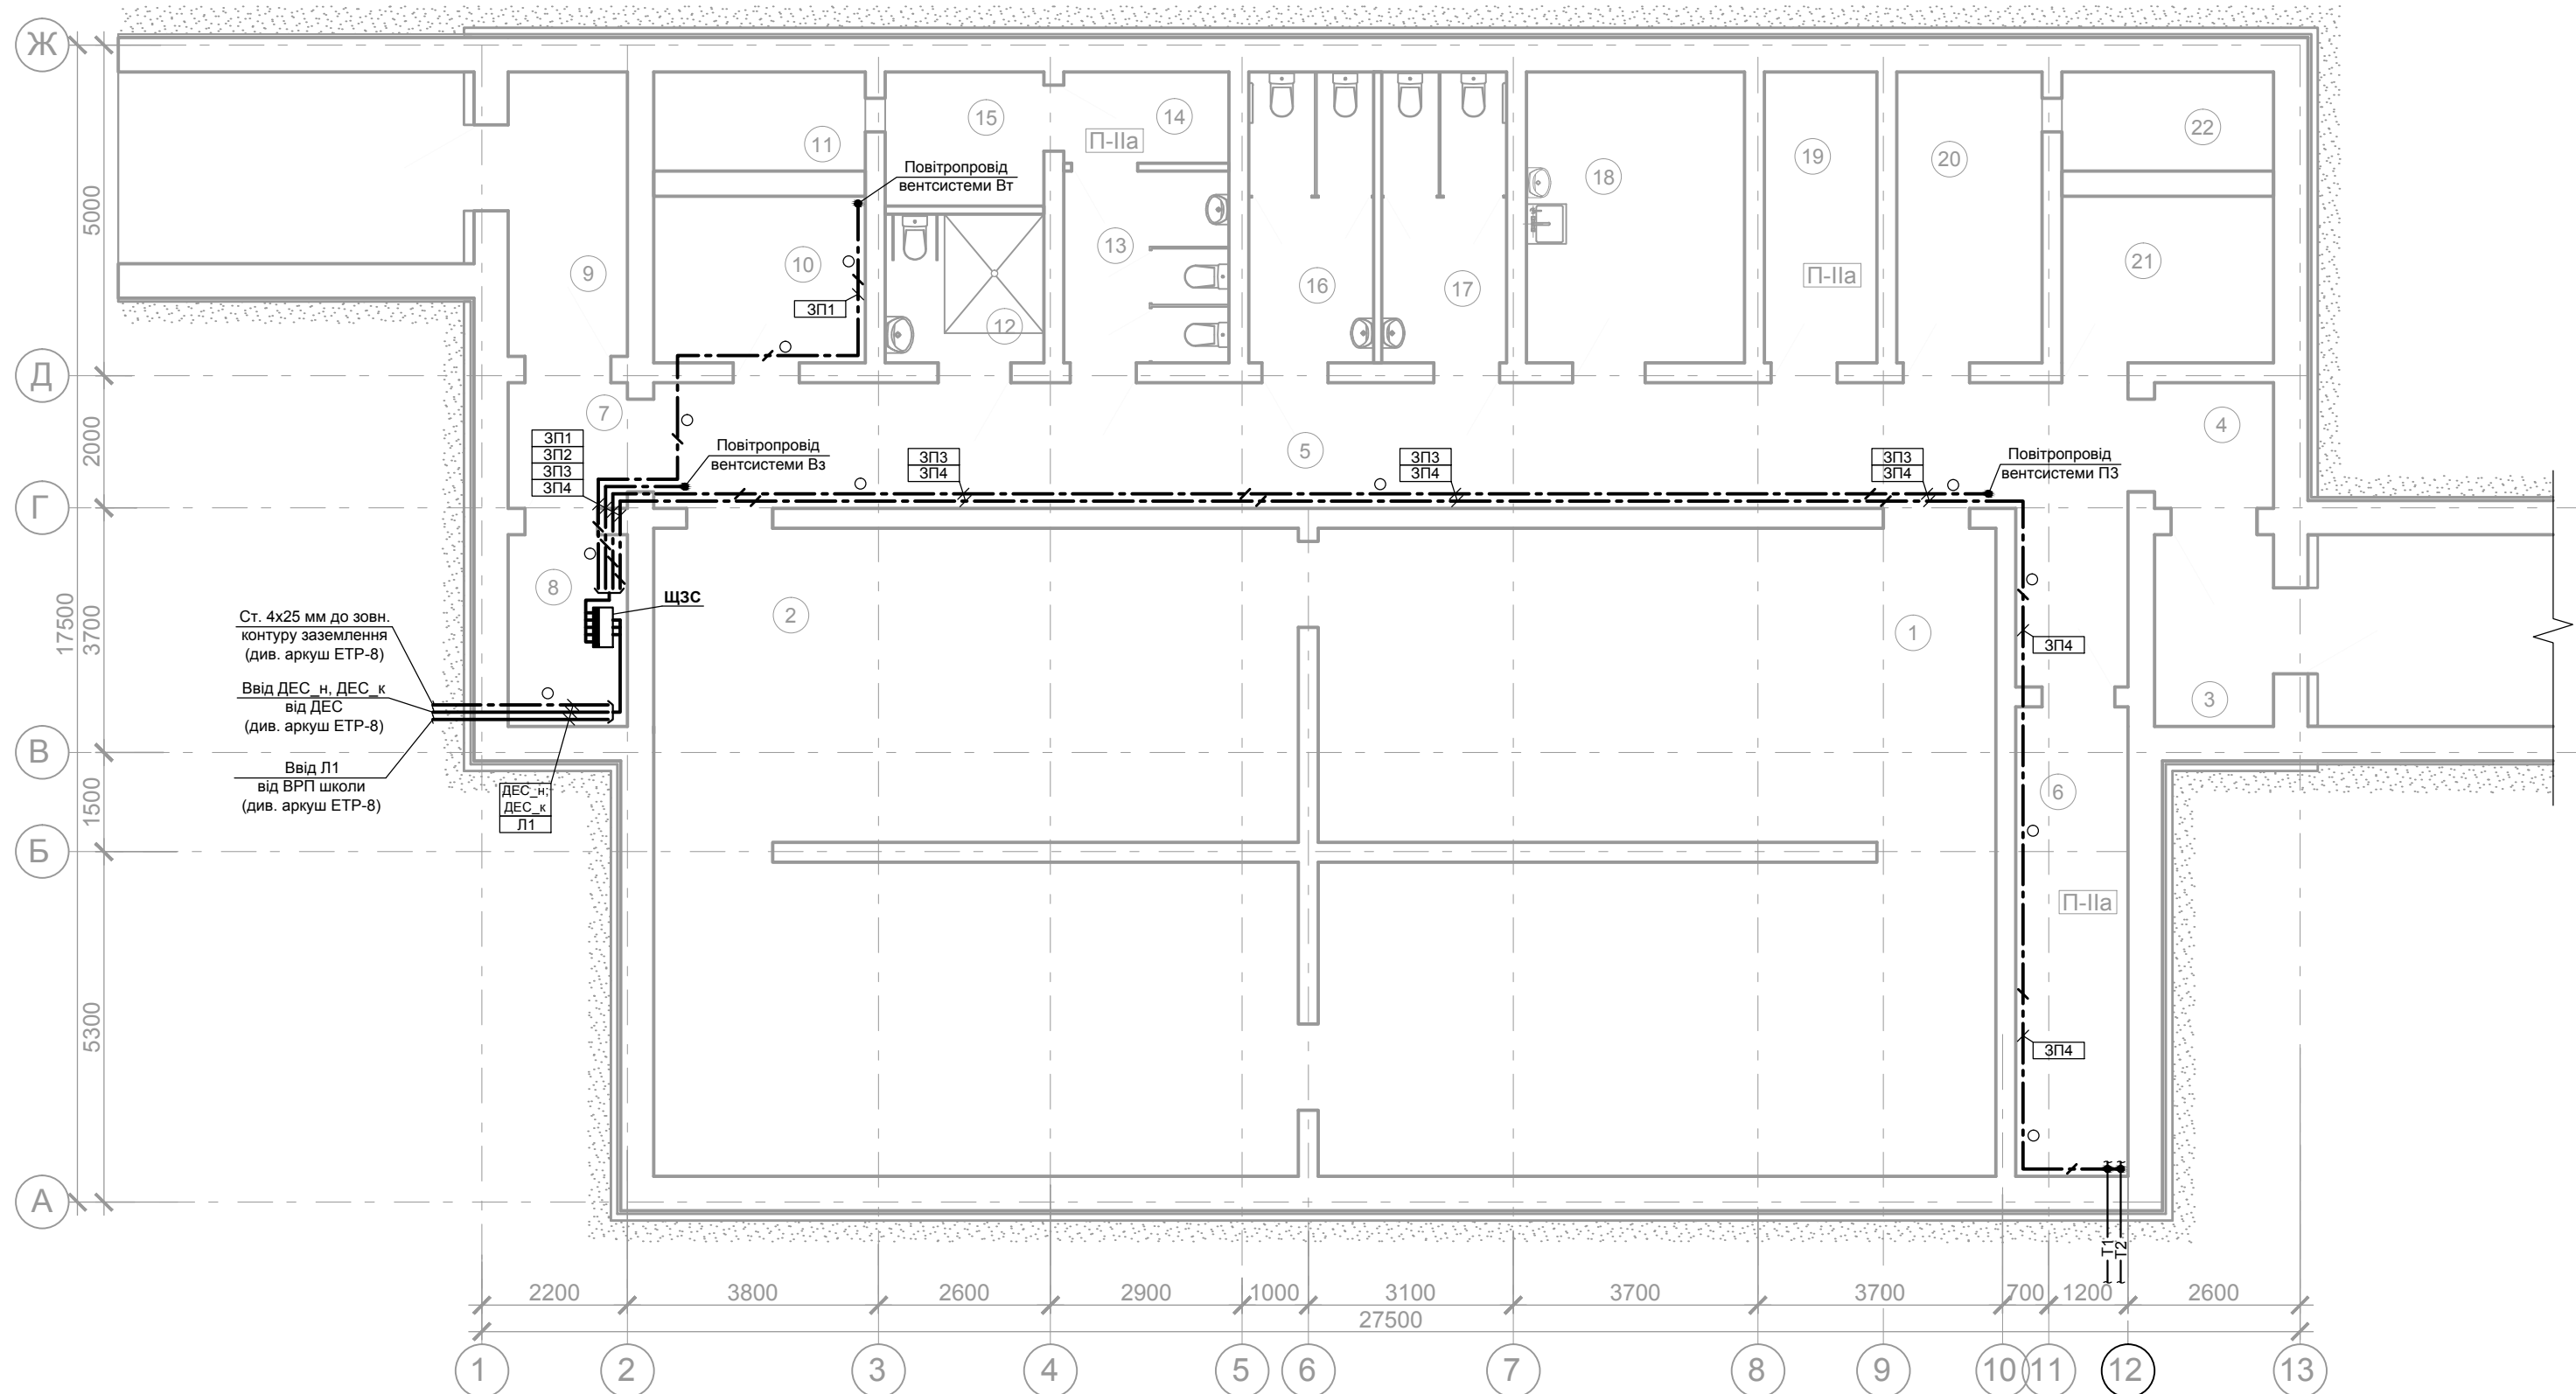 Ж
Д
Г
В
Б
А
5000
2000
3700
1500
5300
17500
11
15
14
П-IIа
Повітропровід
вентсистеми Вт
9
10
ЗП1
12
13
16
17
18
19
П-IIа
20
22
21
7
ЗП1
ЗП2
ЗП3
ЗП4
Повітропровід
вентсистеми Вз
ЗП3
ЗП4
5
ЗП3
ЗП4
ЗП3
ЗП4
Повітропровід
вентсистеми П3
4
8
ЩЗС
2
1
ЗП4
3
Ст. 4х25 мм до зовн.
контуру заземлення
(див. аркуш ЕТР-8)
Ввід ДЕС_н, ДЕС_к
від ДЕС
(див. аркуш ЕТР-8)
Ввід Л1
від ВРП школи
(див. аркуш ЕТР-8)
ДЕС_н;
ДЕС_к
Л1
6
П-IIа
ЗП4
Т1
Т2
2200
3800
2600
2900
1000
3100
3700
3700
700
1200
2600
27500
1
2
3
4
5
6
7
8
9
10
11
12
13